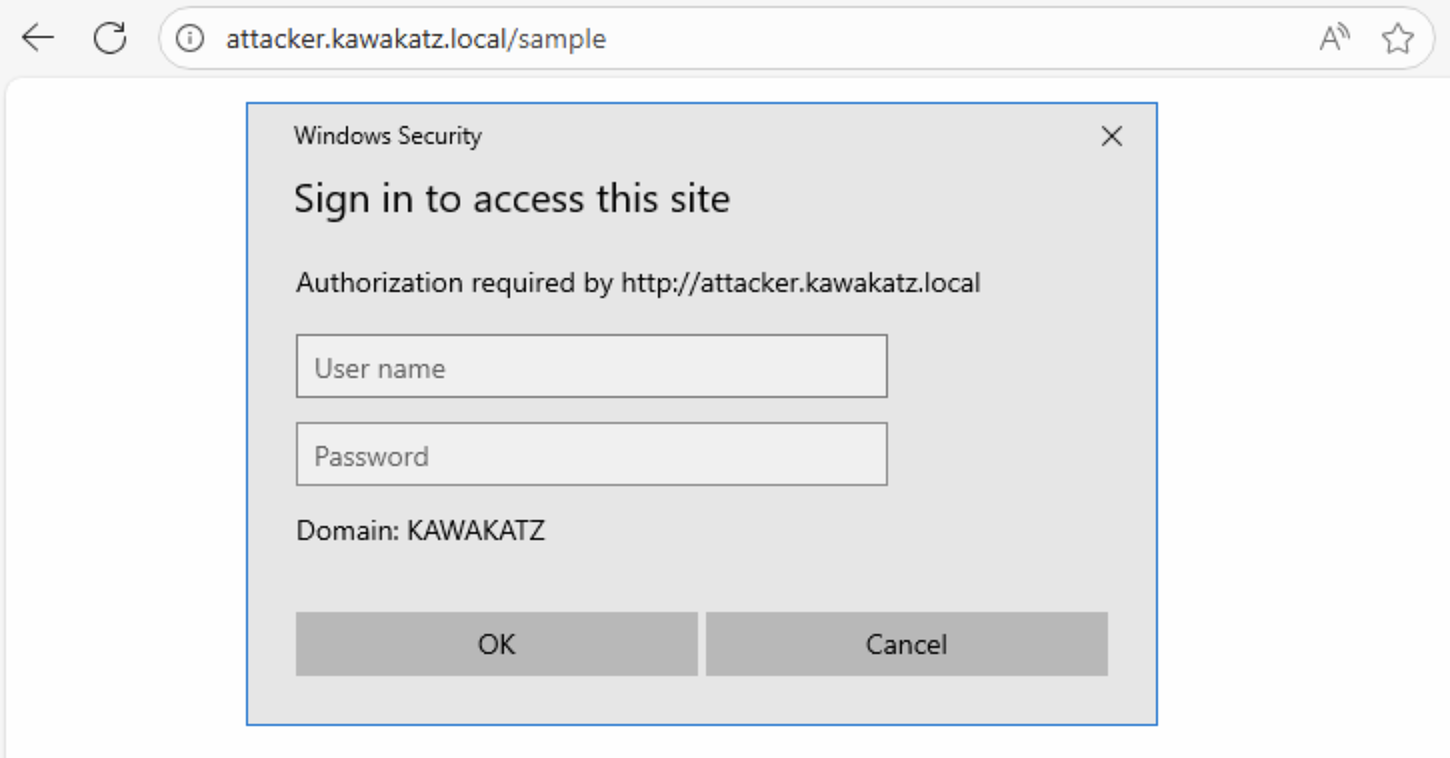 attacker.kawakatz.local/sample
Windows Security
Sign in to access this site
Authorization required by http://attacker.kawakatz.local
User name
Password
Domain: KAWAKATZ
OK Cancel